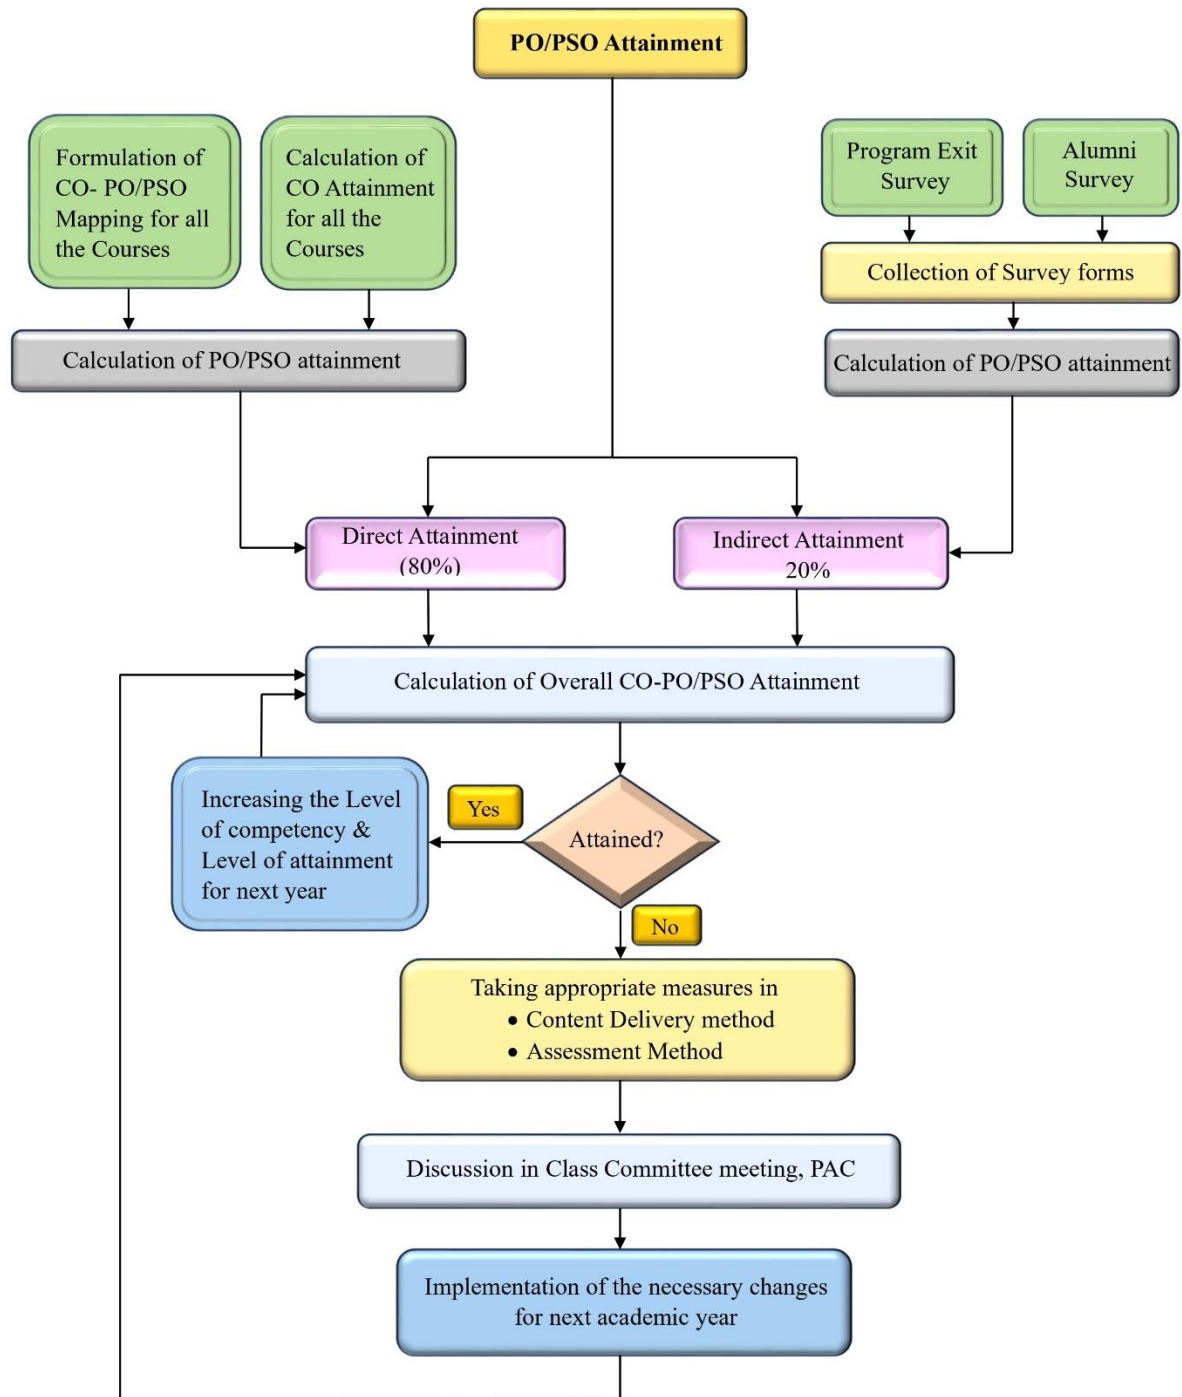 PO/PSO Attainment
Formulation of
CO- PO/PSO
Mapping for all
the Courses
Calculation of
CO Attainment
for all the
Courses
Program Exit
Survey
Alumni
Survey
Collection of Survey forms
Calculation of PO/PSO attainment
Calculation of PO/PSO attainment
Direct Attainment
(80%)
Indirect Attainment
20%
Calculation of Overall CO-PO/PSO Attainment
Increasing the Level
of competency &
Level of attainment
for next year
Yes
Attained?
No
Taking appropriate measures in
• Content Delivery method
• Assessment Method
Discussion in Class Committee meeting, PAC
Implementation of the necessary changes
for next academic year